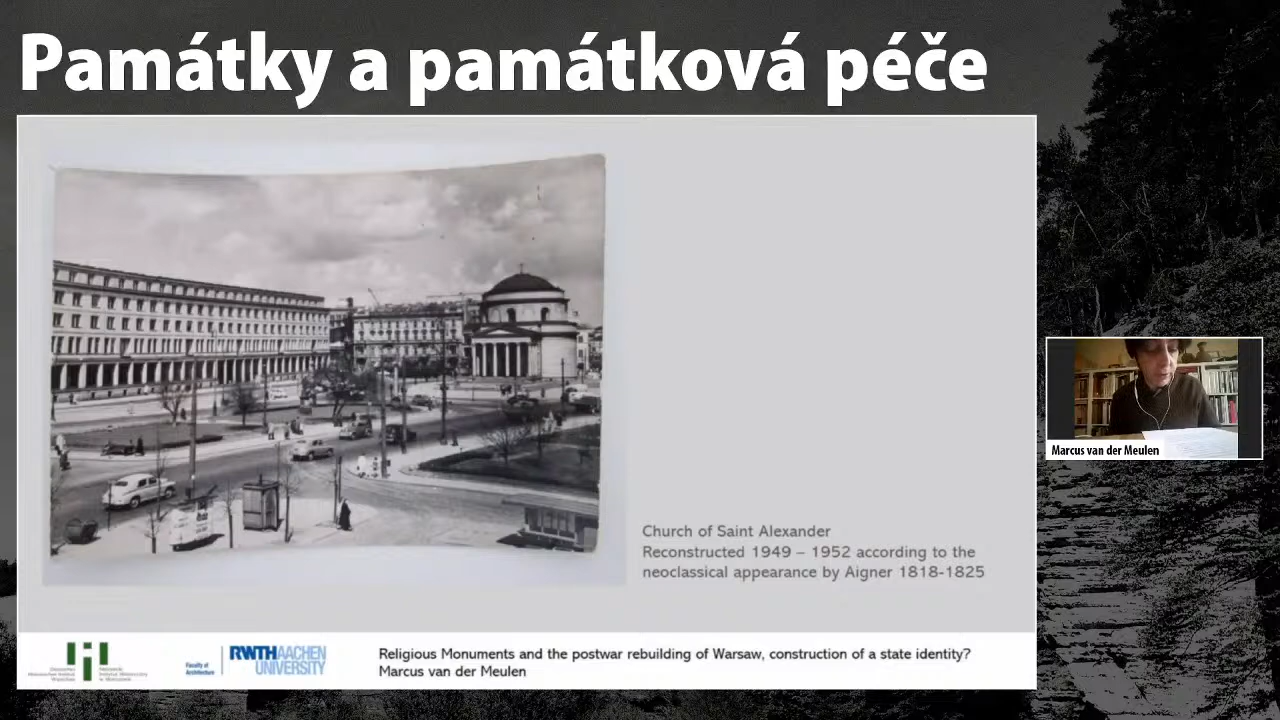 Památky a památková péče
Church of Saint Alexander
Reconstructed 1949 – 1952 according to the
neoclassical appearance by Aigner 1818-1825
Marcus van der Meulen
Faculty of
Architecture
RWTHAACHEN
UNIVERSITY
Religious Monuments and the postwar rebuilding of Warsaw, construction of a state identity?
Marcus van der Meulen